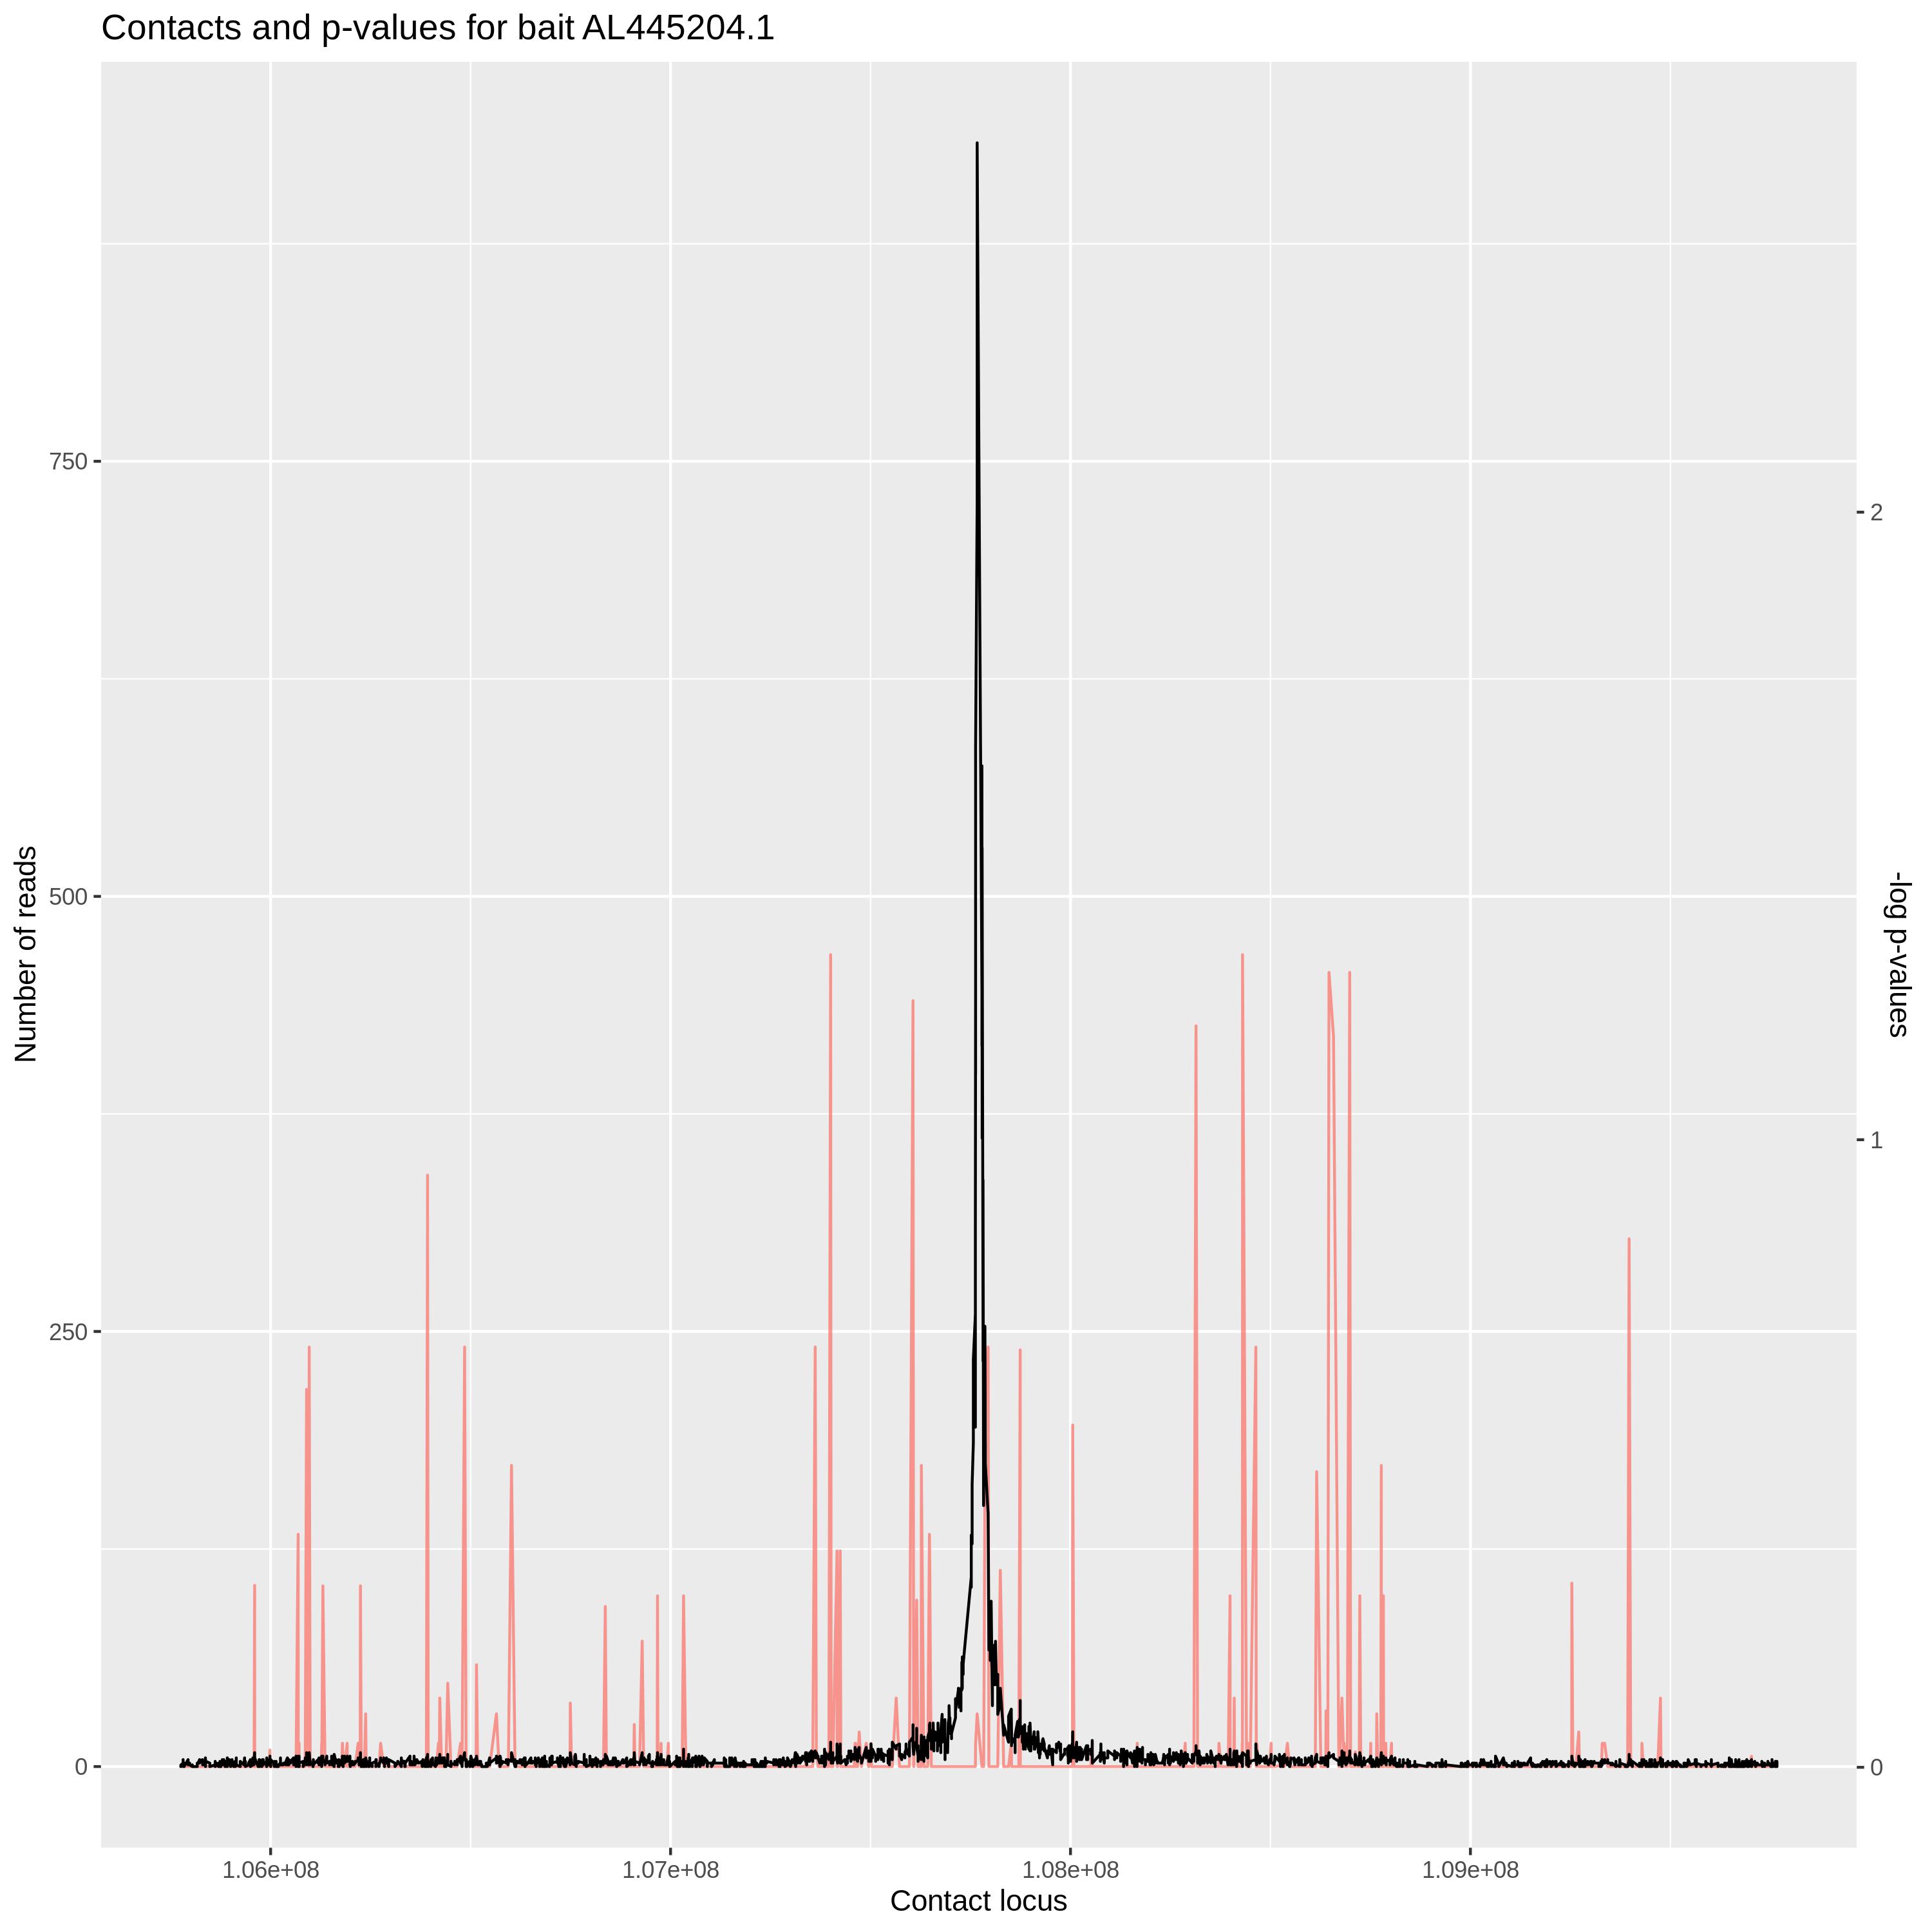 Contacts and p-values for bait AL445204.1
750
500
250
0
Number of reads
2
1
0
-log p-values
1.06e+08
1.07e+08
1.08e+08
1.09e+08
Contact locus